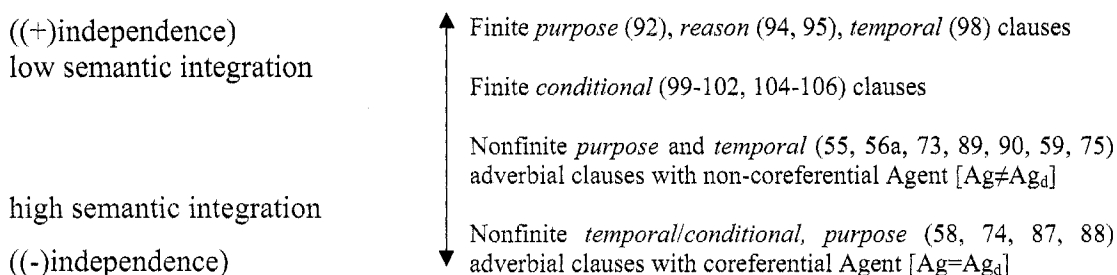 ((+)independence)
low semantic integration
high semantic integration
((-)independence)
Finite purpose (92), reason (94, 95), temporal (98) clauses
Finite conditional (99-102, 104-106) clauses
Nonfinite purpose and temporal (55, 56a, 73, 89, 90, 59, 75)
adverbial clauses with non-coreferential Agent [Ag≠Agd]
Nonfinite temporal/conditional, purpose (58, 74, 87, 88)
adverbial clauses with coreferential Agent [Ag=Agd]